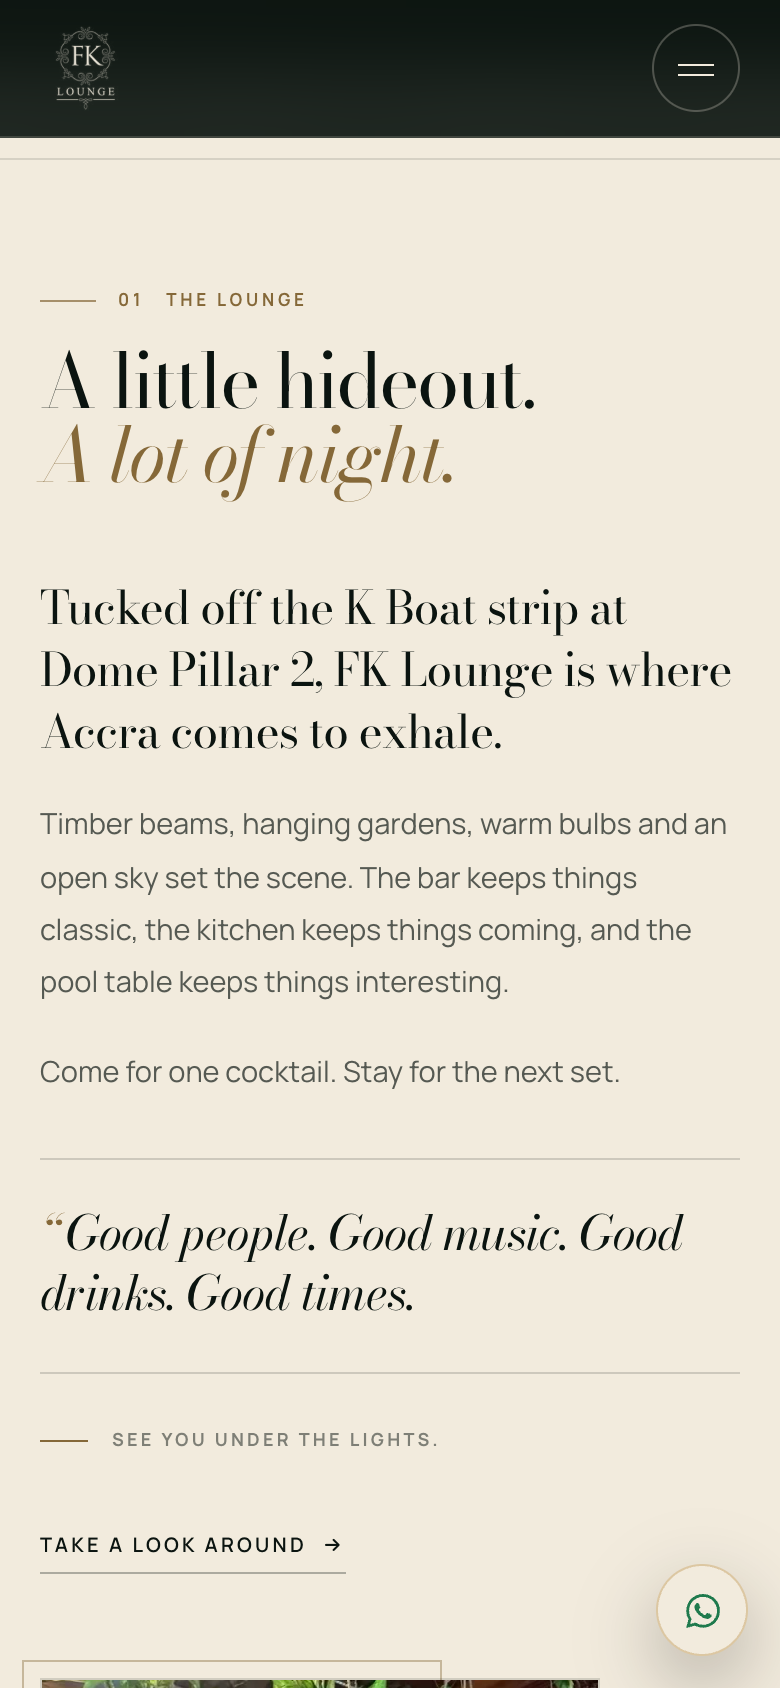 FK
LOUNGE
01 THE LOUNGE
A little hideout.
A lot of night.
Tucked off the K Boat strip at
Dome Pillar 2, FK Lounge is where
Accra comes to exhale.
Timber beams, hanging gardens, warm bulbs and an
open sky set the scene. The bar keeps things
classic, the kitchen keeps things coming, and the
pool table keeps things interesting.
Come for one cocktail. Stay for the next set.
“Good people. Good music. Good
drinks. Good times.
SEE YOU UNDER THE LIGHTS.
TAKE A LOOK AROUND →